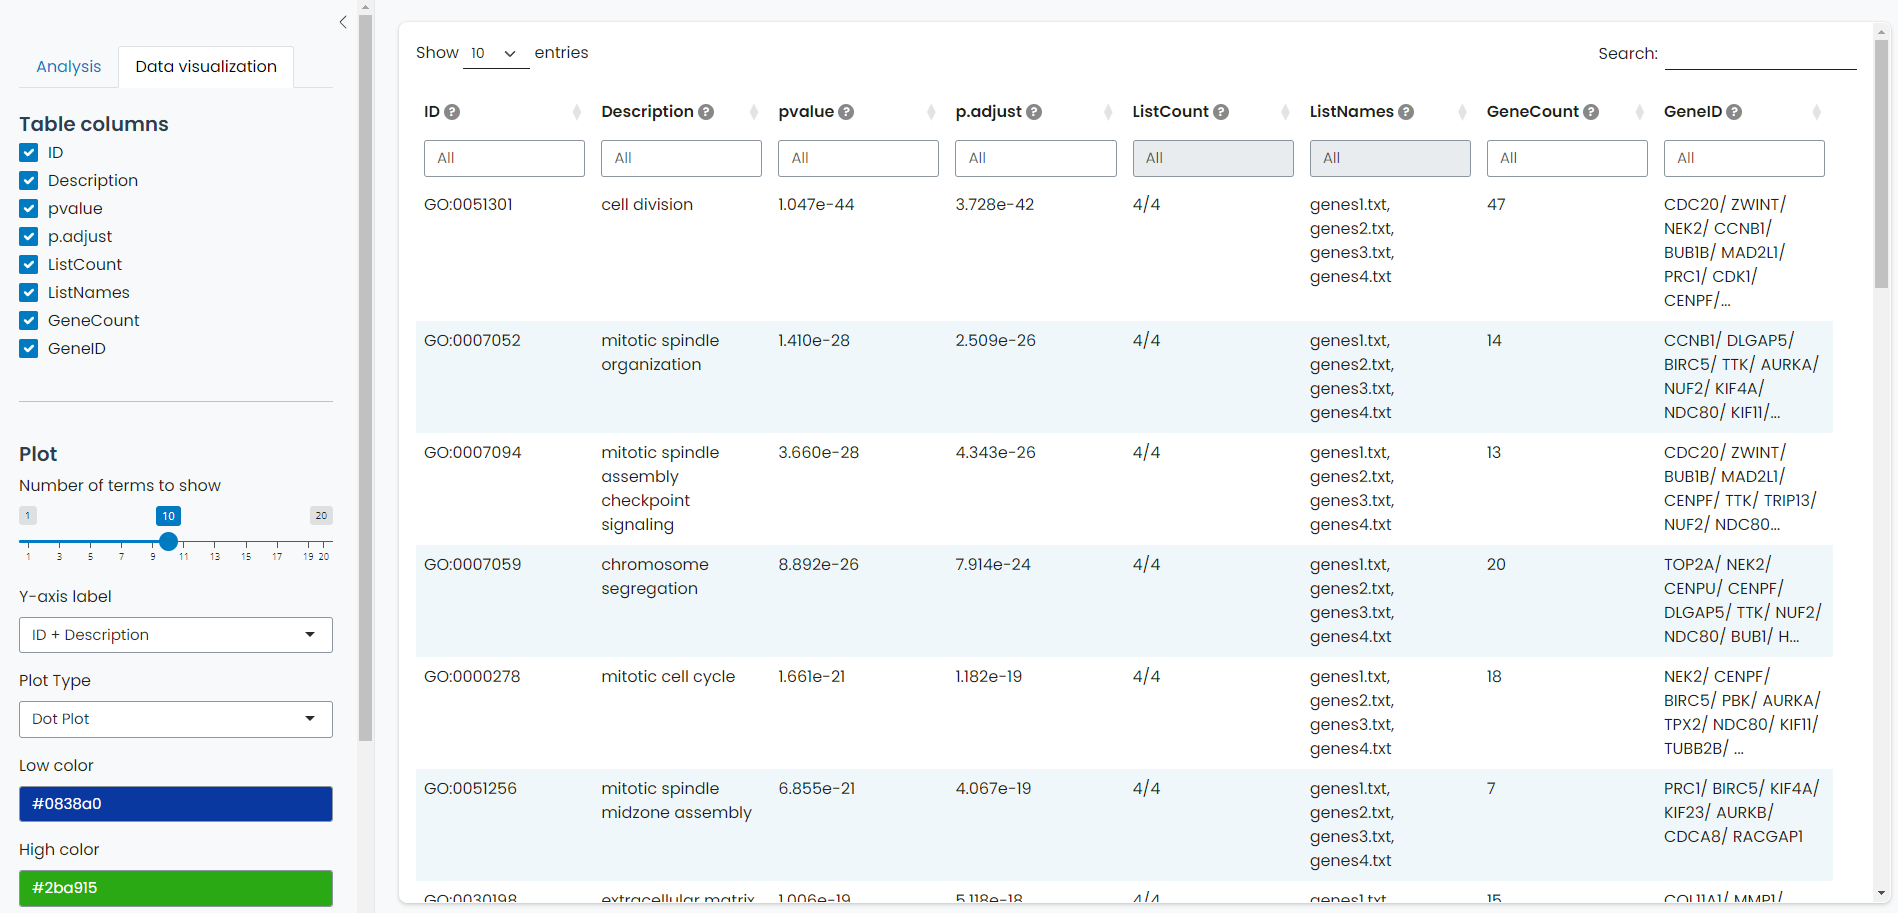 Analysis
Data visualization
Table columns
ID
Description
pvalue
p.adjust
ListCount
ListNames
GeneCount
GeneID
Plot
Number of terms to show
1 10 20
1 3 5 7 9 11 13 15 17 19 20
Y-axis label
ID + Description
Plot Type
Dot Plot
Low color
#0838a0
High color
#2ba915
Show 10 entries
Search:
ID ? Description ? pvalue ? p.adjust ? ListCount ? ListNames ? GeneCount ? GeneID ?
All All All All All All All All
GO:0051301 cell division 1.047e-44 3.728e-42 4/4 genes1.txt, 47 CDC20/ ZWINT/
genes2.txt, NEK2/ CCNB1/
genes3.txt, BUB1B/ MAD2L1/
genes4.txt PRC1/ CDK1/
CENPF/...
GO:0007052 mitotic spindle 1.410e-28 2.509e-26 4/4 genes1.txt, 14 CCNB1/ DLGAP5/
organization genes2.txt, BIRC5/ TTK/ AURKA/
genes3.txt, NUF2/ KIF4A/
genes4.txt NDC80/ KIF11/...
GO:0007094 mitotic spindle 3.660e-28 4.343e-26 4/4 genes1.txt, 13 CDC20/ ZWINT/
assembly genes2.txt, BUB1B/ MAD2L1/
checkpoint genes3.txt, CENPF/ TTK/ TRIP13/
signaling genes4.txt NUF2/ NDC80...
GO:0007059 chromosome 8.892e-26 7.914e-24 4/4 genes1.txt, 20 TOP2A/ NEK2/
segregation genes2.txt, CENPU/ CENPF/
genes3.txt, DLGAP5/ TTK/ NUF2/
genes4.txt NDC80/ BUB1/ H...
GO:0000278 mitotic cell cycle 1.661e-21 1.182e-19 4/4 genes1.txt, 18 NEK2/ CENPF/
genes2.txt, BIRC5/ PBK/ AURKA/
genes3.txt, TPX2/ NDC80/ KIF11/
genes4.txt TUBB2B/ ...
GO:0051256 mitotic spindle 6.855e-21 4.067e-19 4/4 genes1.txt, 7 PRC1/ BIRC5/ KIF4A/
midzone assembly genes2.txt, KIF23/ AURKB/
genes3.txt, CDCA8/ RACGAP1
genes4.txt
GO:0030198 extracellular matrix 1.006e-19 5.118e-18 4/4 genes1.txt, 15 COL11A1/ MMP1/